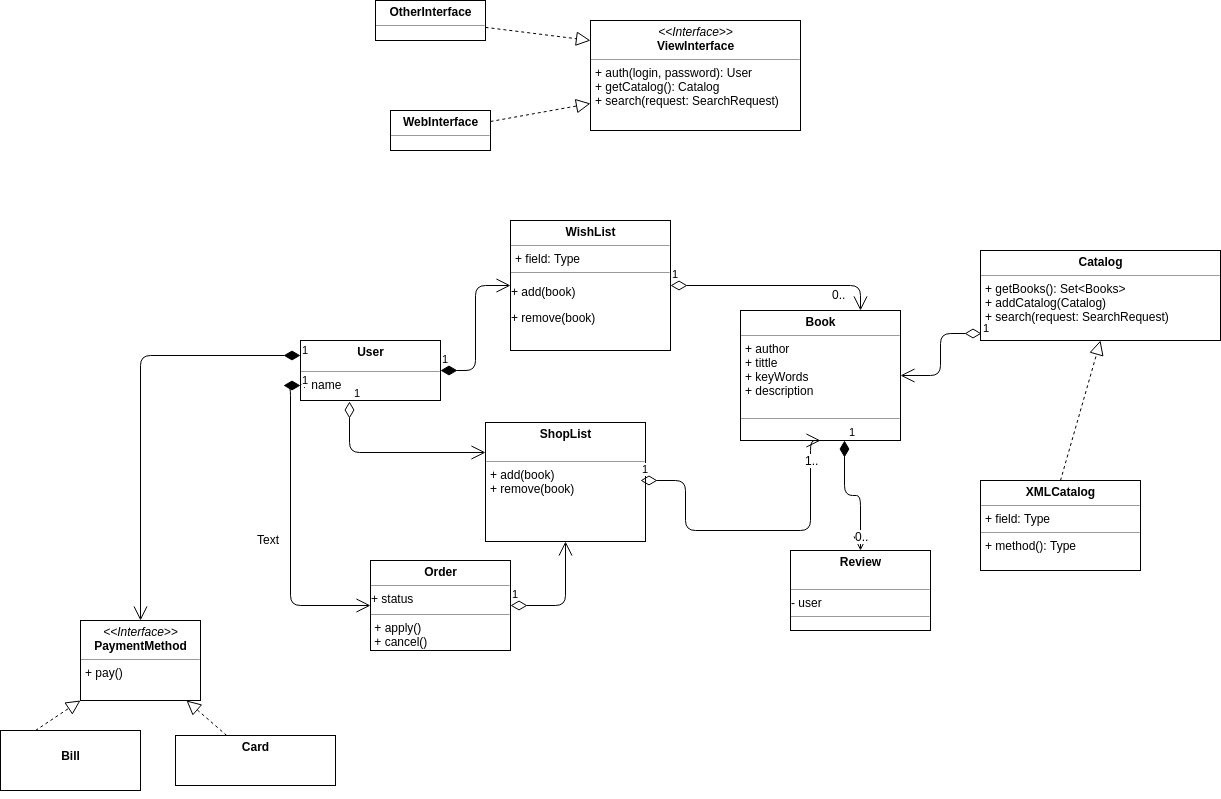 OtherInterface
<<Interface>>
ViewInterface
+ auth(login, password): User
+ getCatalog(): Catalog
+ search(request: SearchRequest)
WebInterface
WishList
+ field: Type
+ add(book)
+ remove(book)
1
0..
Catalog
+ getBooks(): Set<Books>
+ addCatalog(Catalog)
+ search(request: SearchRequest)
1
Book
+ author
+ tittle
+ keyWords
+ description
1
1..
User
1
1
name
1
1
ShopList
+ add(book)
+ remove(book)
1
XMLCatalog
+ field: Type
+ method(): Type
0..
Review
- user
Text
Order
+ status
+ apply()
+ cancel()
1
<<Interface>>
PaymentMethod
+ pay()
Bill
Card